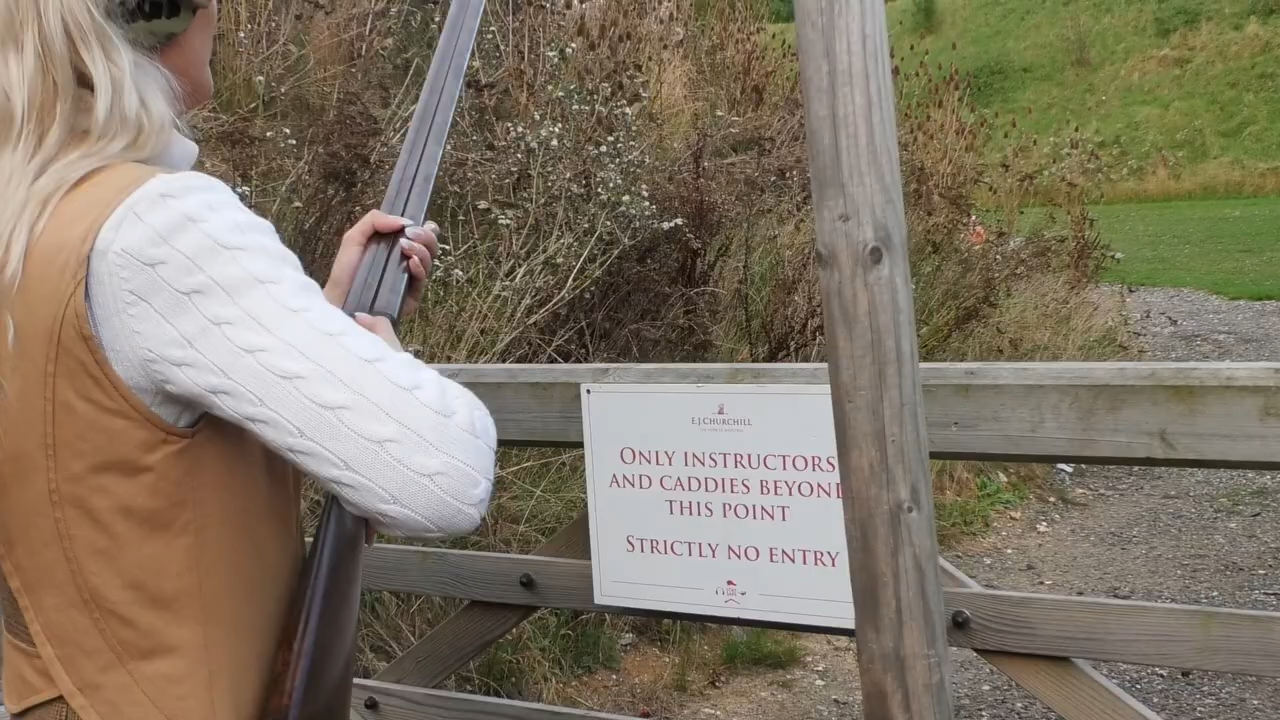 E.J.CHURCHILL
ONLY INSTRUCTORS
AND CADDIES BEYOND
THIS POINT
STRICTLY NO ENTRY